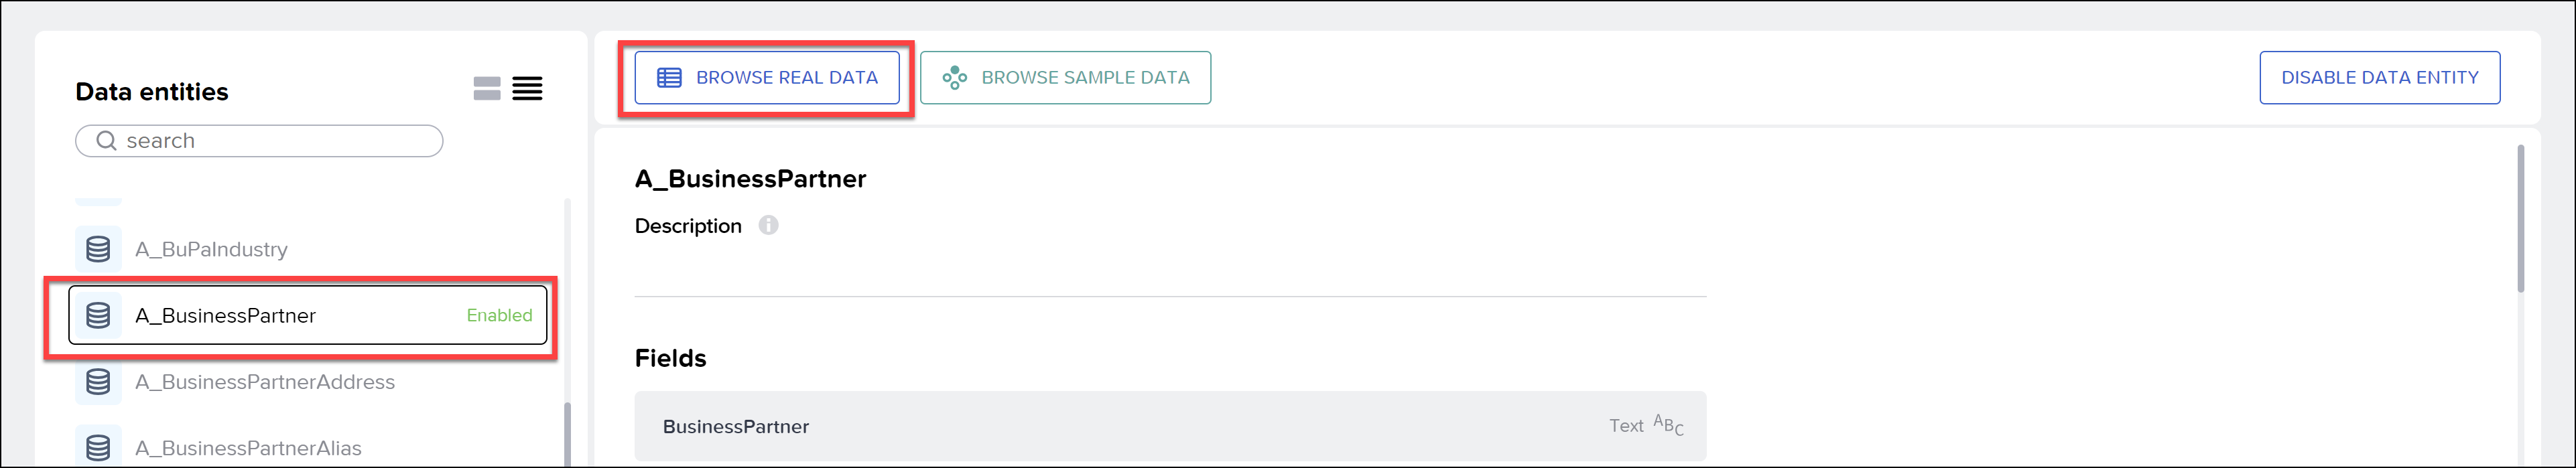 Data entities
search
A_BuPaIndustry
A_BusinessPartner Enabled
A_BusinessPartnerAddress
A_BusinessPartnerAlias
BROWSE REAL DATA BROWSE SAMPLE DATA DISABLE DATA ENTITY
A_BusinessPartner
Description
Fields
BusinessPartner Text ABC